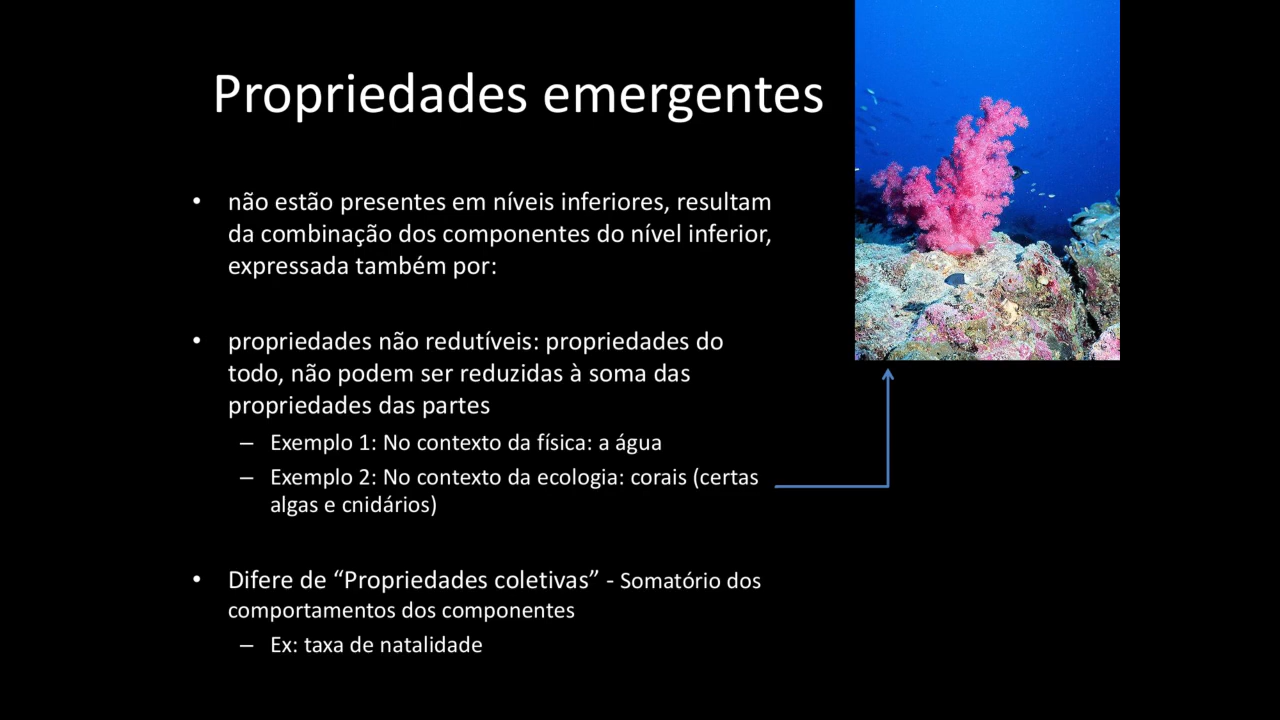 Propriedades emergentes
• não estão presentes em níveis inferiores, resultam
da combinação dos componentes do nível inferior,
expressada também por:
• propriedades não redutíveis: propriedades do
todo, não podem ser reduzidas à soma das
propriedades das partes
– Exemplo 1: No contexto da física: a água
– Exemplo 2: No contexto da ecologia: corais (certas
algas e cnidários)
• Difere de “Propriedades coletivas” - Somatório dos
comportamentos dos componentes
– Ex: taxa de natalidade